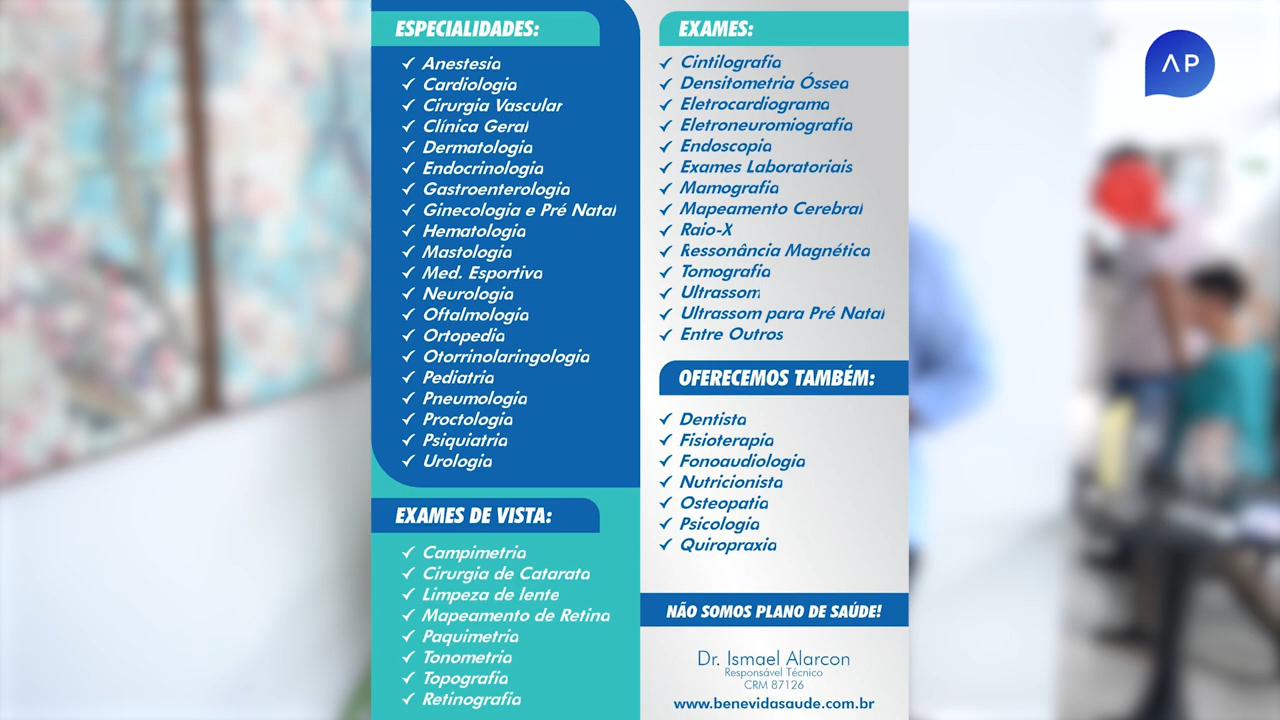 ESPECIALIDADES:
Anestesia
Cardiologia
Cirurgia Vascular
Clínica Geral
Dermatologia
Endocrinologia
Gastroenterologia
Ginecologia e Pré Natal
Hematologia
Mastologia
Med. Esportiva
Neurologia
Oftalmologia
Ortopedia
Otorrinolaringologia
Pediatria
Pneumologia
Proctologia
Psiquiatria
Urologia
EXAMES DE VISTA:
Campimetria
Cirurgia de Catarata
Limpeza de lente
Mapeamento de Retina
Paquimetria
Tonometria
Topografia
Retinografia
EXAMES:
Cintilografia
Densitometria Óssea
Eletrocardiograma
Eletroneuromiografia
Endoscopia
Exames Laboratoriais
Mamografia
Mapeamento Cerebral
Raio-X
Ressonância Magnética
Tomografia
Ultrassom
Ultrassom para Pré Natal
Entre Outros
OFERECEMOS TAMBÉM:
Dentista
Fisioterapia
Fonoaudiologia
Nutricionista
Osteopatia
Psicologia
Quiropraxia
NÃO SOMOS PLANO DE SAÚDE!
Dr. Ismael Alarcon
Responsável Técnico
CRM 87126
www.benevidasaude.com.br
AP